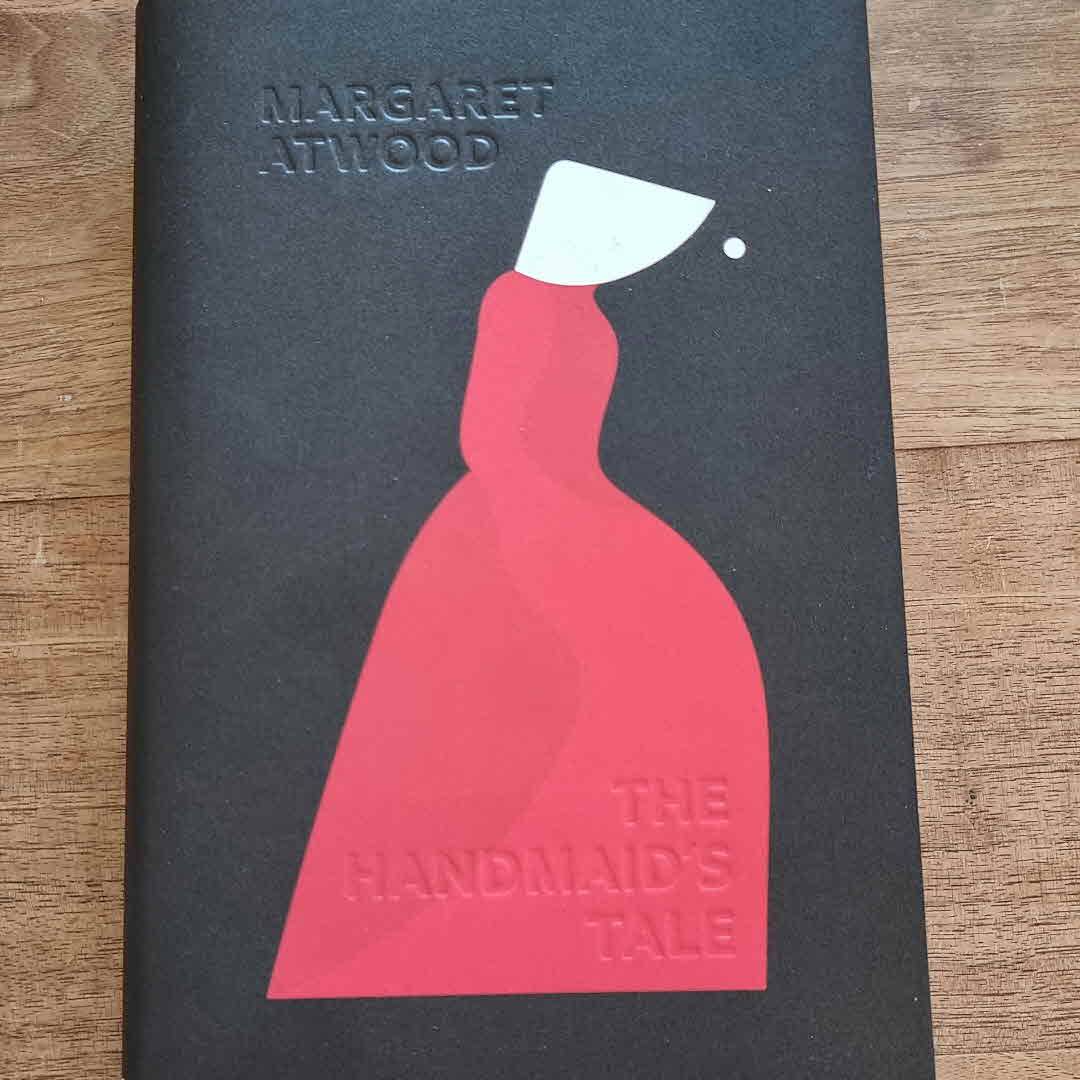 MARGARET
ATWOOD
THE
HANDMAID'S
TALE